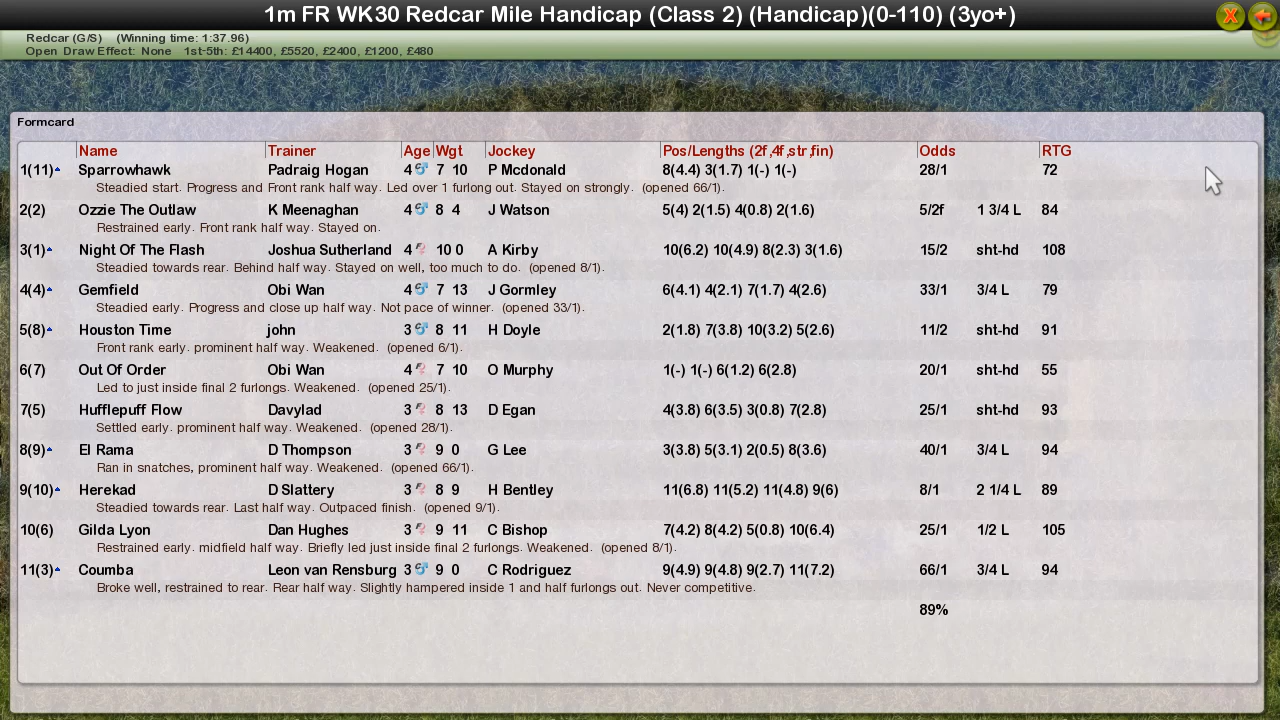 1m FR WK30 Redcar Mile Handicap (Class 2) (Handicap)(0-110) (3yo+)
Redcar (G/S) (Winning time: 1:37.96)
Open Draw Effect: None 1st-5th: £14400, £5520, £2400, £1200, £480
Formcard
Name Trainer Age Wgt Jockey Pos/Lengths (2f,4f,str,fin) Odds RTG
1(11) Sparrowhawk Padraig Hogan 4 7 10 P Mcdonald 8(4.4) 3(1.7) 1(-) 1(-) 28/1 72
Steadied start. Progress and Front rank half way. Led over 1 furlong out. Stayed on strongly. (opened 66/1).
2(2) Ozzie The Outlaw K Meenaghan 4 8 4 J Watson 5(4) 2(1.5) 4(0.8) 2(1.6) 5/2f 1 3/4 L 84
Restrained early. Front rank half way. Stayed on.
3(1) Night Of The Flash Joshua Sutherland 4 10 0 A Kirby 10(6.2) 10(4.9) 8(2.3) 3(1.6) 15/2 sht-hd 108
Steadied towards rear. Behind half way. Stayed on well, too much to do. (opened 8/1).
4(4) Gemfield Obi Wan 4 7 13 J Gormley 6(4.1) 4(2.1) 7(1.7) 4(2.6) 33/1 3/4 L 79
Steadied early. Progress and close up half way. Not pace of winner. (opened 33/1).
5(8) Houston Time john 3 8 11 H Doyle 2(1.8) 7(3.8) 10(3.2) 5(2.6) 11/2 sht-hd 91
Front rank early. prominent half way. Weakened. (opened 6/1).
6(7) Out Of Order Obi Wan 4 7 10 O Murphy 1(-) 1(-) 6(1.2) 6(2.8) 20/1 sht-hd 55
Led to just inside final 2 furlongs. Weakened. (opened 25/1).
7(5) Hufflepuff Flow Davylad 3 8 13 D Egan 4(3.8) 6(3.5) 3(0.8) 7(2.8) 25/1 sht-hd 93
Settled early. prominent half way. Weakened. (opened 28/1).
8(9) El Rama D Thompson 3 9 0 G Lee 3(3.8) 5(3.1) 2(0.5) 8(3.6) 40/1 3/4 L 94
Ran in snatches, prominent half way. Weakened. (opened 66/1).
9(10) Herekad D Slattery 3 8 9 H Bentley 11(6.8) 11(5.2) 11(4.8) 9(6) 8/1 2 1/4 L 89
Steadied towards rear. Last half way. Outpaced finish. (opened 9/1).
10(6) Gilda Lyon Dan Hughes 3 9 11 C Bishop 7(4.2) 8(4.2) 5(0.8) 10(6.4) 25/1 1/2 L 105
Restrained early. midfield half way. Briefly led just inside final 2 furlongs. Weakened. (opened 8/1).
11(3) Coumba Leon van Rensburg 3 9 0 C Rodriguez 9(4.9) 9(4.8) 9(2.7) 11(7.2) 66/1 3/4 L 94
Broke well, restrained to rear. Rear half way. Slightly hampered inside 1 and half furlongs out. Never competitive.
89%